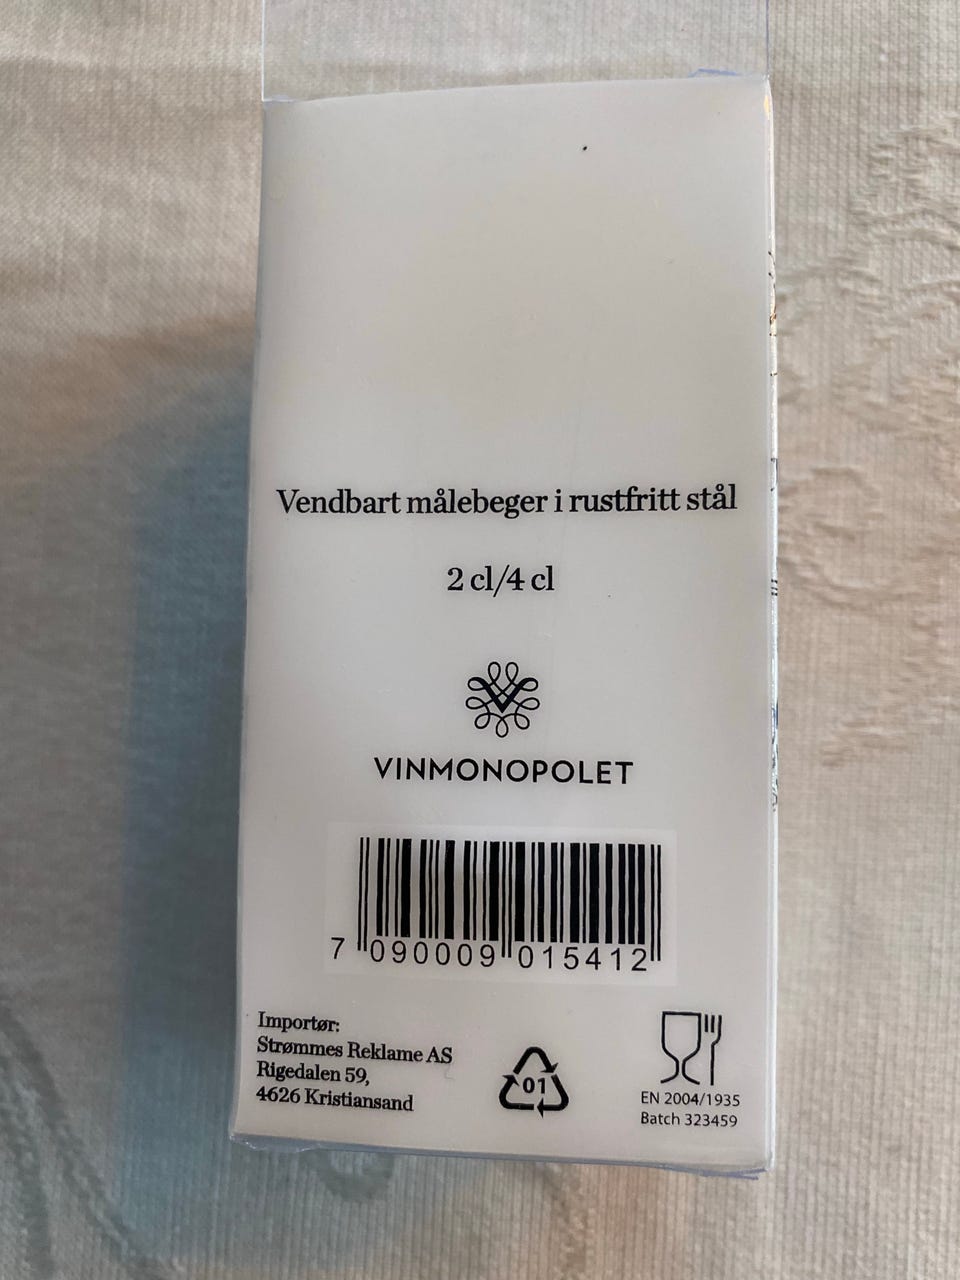 Vendbart målebeger i rustfritt stål
2 cl/4 cl
VINMONOPOLET
7 090009 015412
Importør:
Strømmes Reklame AS
Rigedalen 59,
4626 Kristiansand
01
EN 2004/1935
Batch 323459